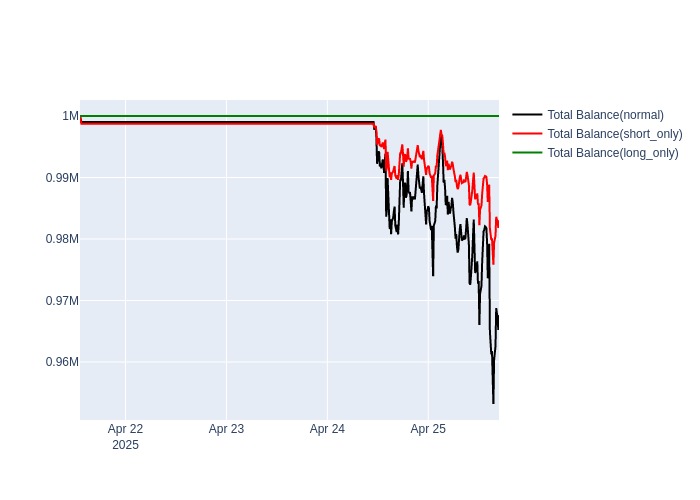 1M
0.99M
0.98M
0.97M
0.96M
Apr 22
2025
Apr 23
Apr 24
Apr 25
Total Balance(normal)
Total Balance(short_only)
Total Balance(long_only)